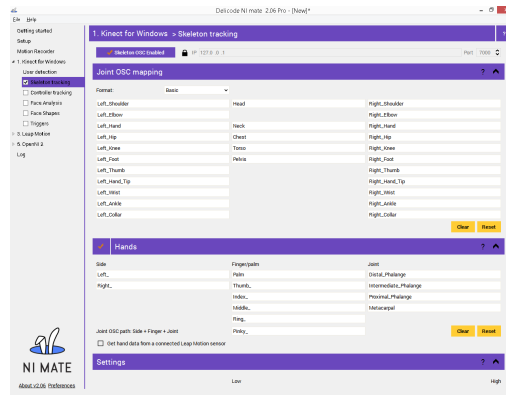 Delicode NI mate  2.06 Pro - [New]*
File Help
Getting started
Setup
Motion Recorder
1. Kinect for Windows
User detection
Skeleton tracking
Controller tracking
Face Analysis
Face Shapes
Triggers
3. Leap Motion
5. OpenNI 2
Log
NI MATE
About v2.06 Preferences
1. Kinect for Windows > Skeleton tracking
?
Skeleton OSC Enabled
IP 127.0 .0 .1
Port 7000
Joint OSC mapping ?
Format: Basic
Left_Shoulder Head Right_Shoulder
Left_Elbow Right_Elbow
Left_Hand Neck Right_Hand
Left_Hip Chest Right_Hip
Left_Knee Torso Right_Knee
Left_Foot Pelvis Right_Foot
Left_Thumb Right_Thumb
Left_Hand_Tip Right_Hand_Tip
Left_Wrist Right_Wrist
Left_Ankle Right_Ankle
Left_Collar Right_Collar
Clear Reset
Hands ?
Side Finger/palm Joint
Left_ Palm Distal_Phalange
Right_ Thumb_ Intermediate_Phalange
Index_ Proximal_Phalange
Middle_ Metacarpal
Ring_
Joint OSC path: Side + Finger + Joint Pinky_ Clear Reset
Get hand data from a connected Leap Motion sensor
Settings ?
Low High